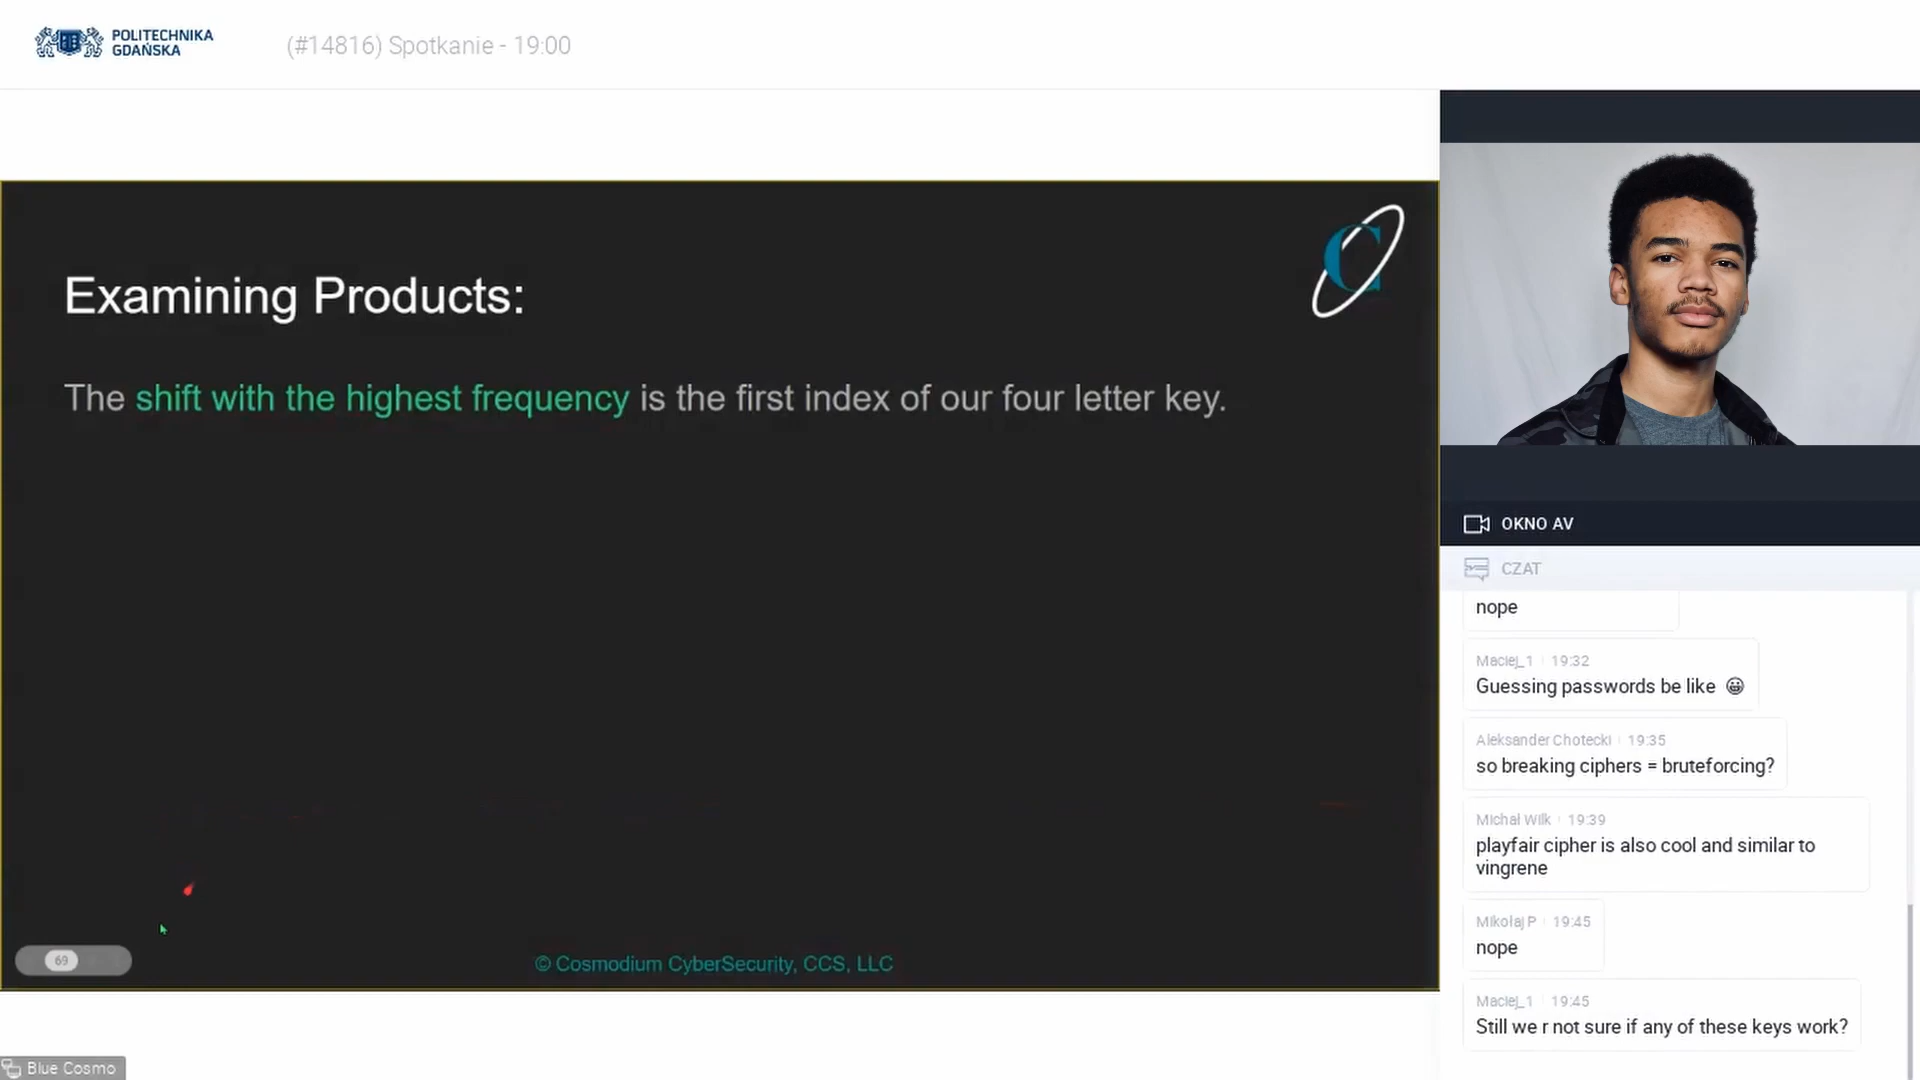 POLITECHNIKA
GDAŃSKA
(#14816) Spotkanie - 19:00
Examining Products:
The shift with the highest frequency is the first index of our four letter key.
69
© Cosmodium CyberSecurity, CCS, LLC
Blue Cosmo
OKNO AV
CZAT
nope
Maciej_1 19:32
Guessing passwords be like 😀
Aleksander Chotecki 19:35
so breaking ciphers = bruteforcing?
Michał Wilk 19:39
playfair cipher is also cool and similar to
vingrene
Mikołaj P 19:45
nope
Maciej_1 19:45
Still we r not sure if any of these keys work?